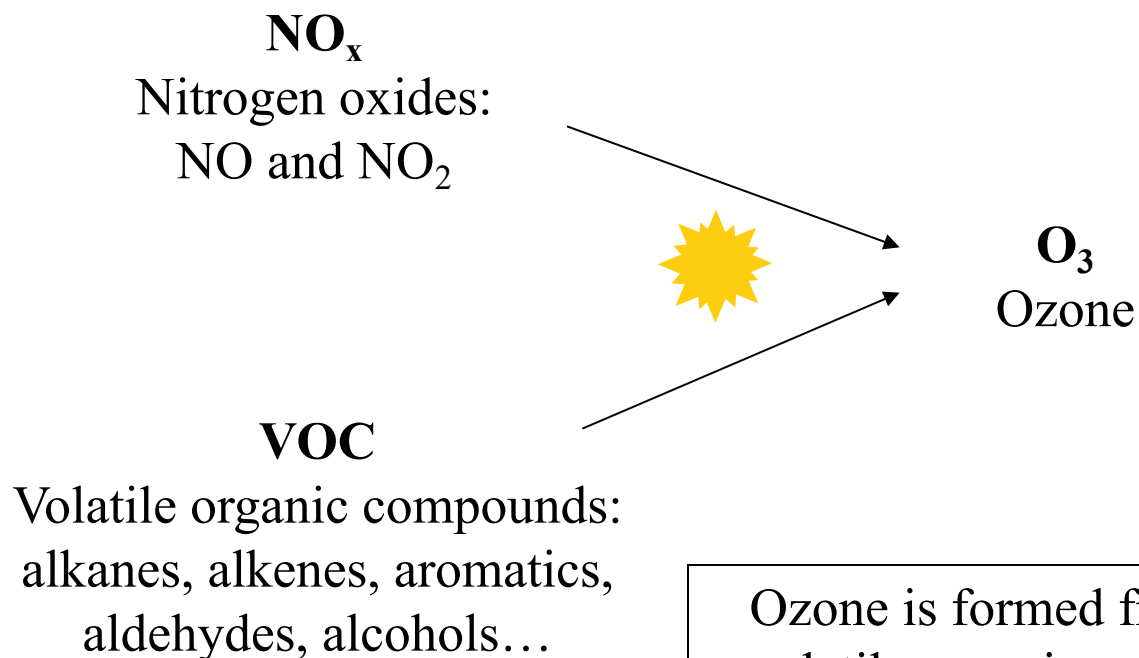 NOₓ
Nitrogen oxides:
NO and NO₂
O₃
Ozone
VOC
Volatile organic compounds:
alkanes, alkenes, aromatics,
aldehydes, alcohols…
Ozone is formed